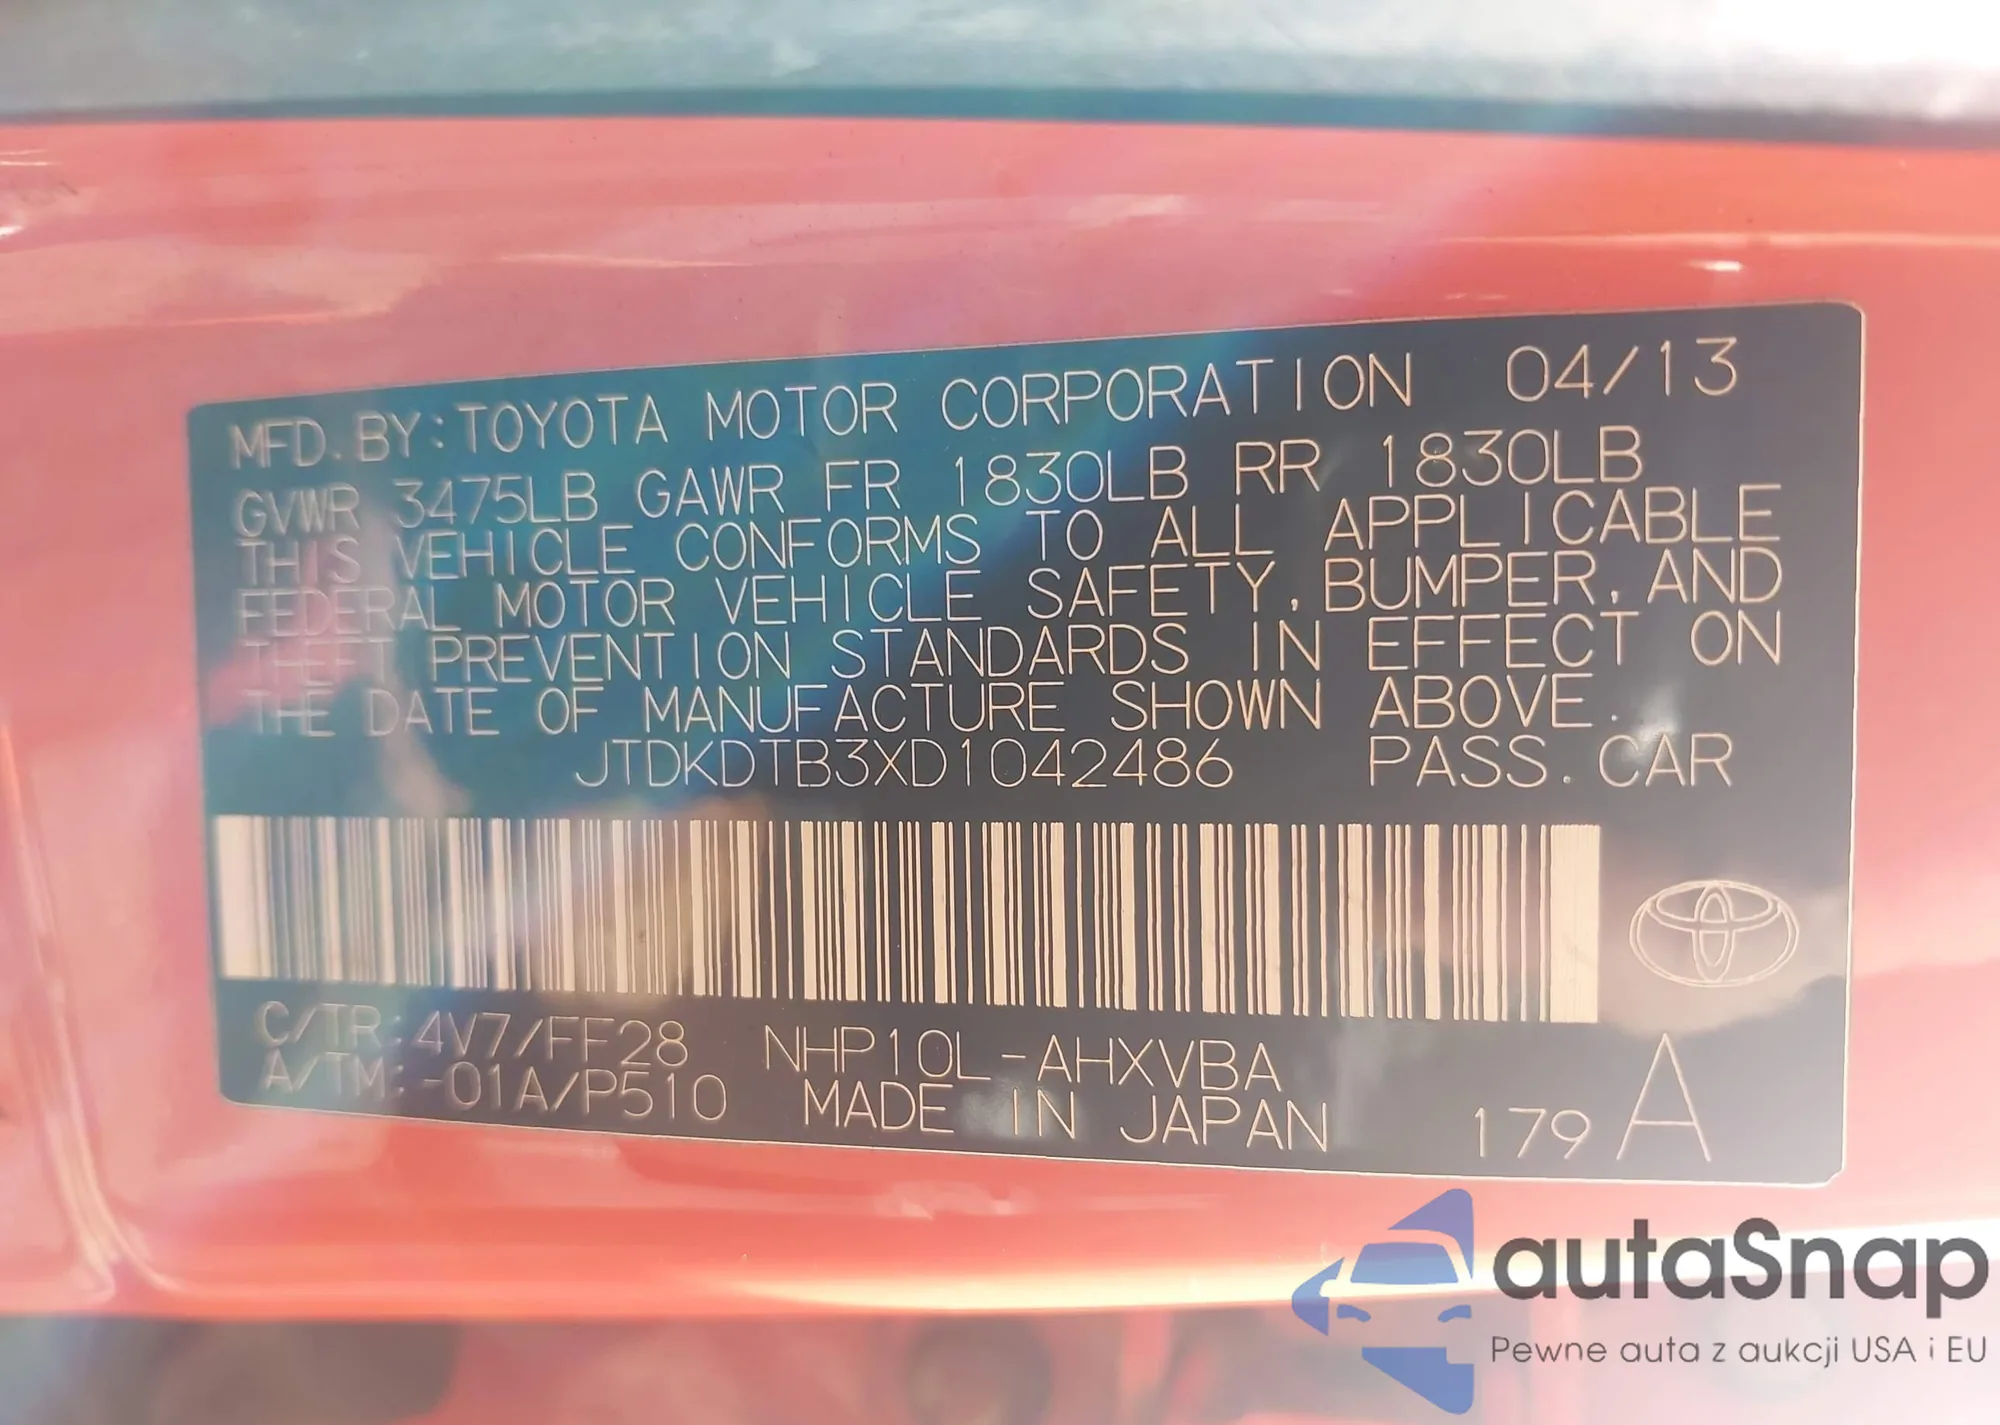 MFD. BY: TOYOTA MOTOR CORPORATION 04/13
GVWR 3475LB GAWR FR 1830LB RR 1830LB
THIS VEHICLE CONFORMS TO ALL APPLICABLE
FEDERAL MOTOR VEHICLE SAFETY, BUMPER, AND
THEFT PREVENTION STANDARDS IN EFFECT ON
THE DATE OF MANUFACTURE SHOWN ABOVE.
JTDKDTB3XD1042486 PASS. CAR
C/TR: 4V7/FF28 NHP10L-AHXVBA
A/TM: -01A/P510 MADE IN JAPAN 179 A
autaSnap
Pewne auta z aukcji USA i EU